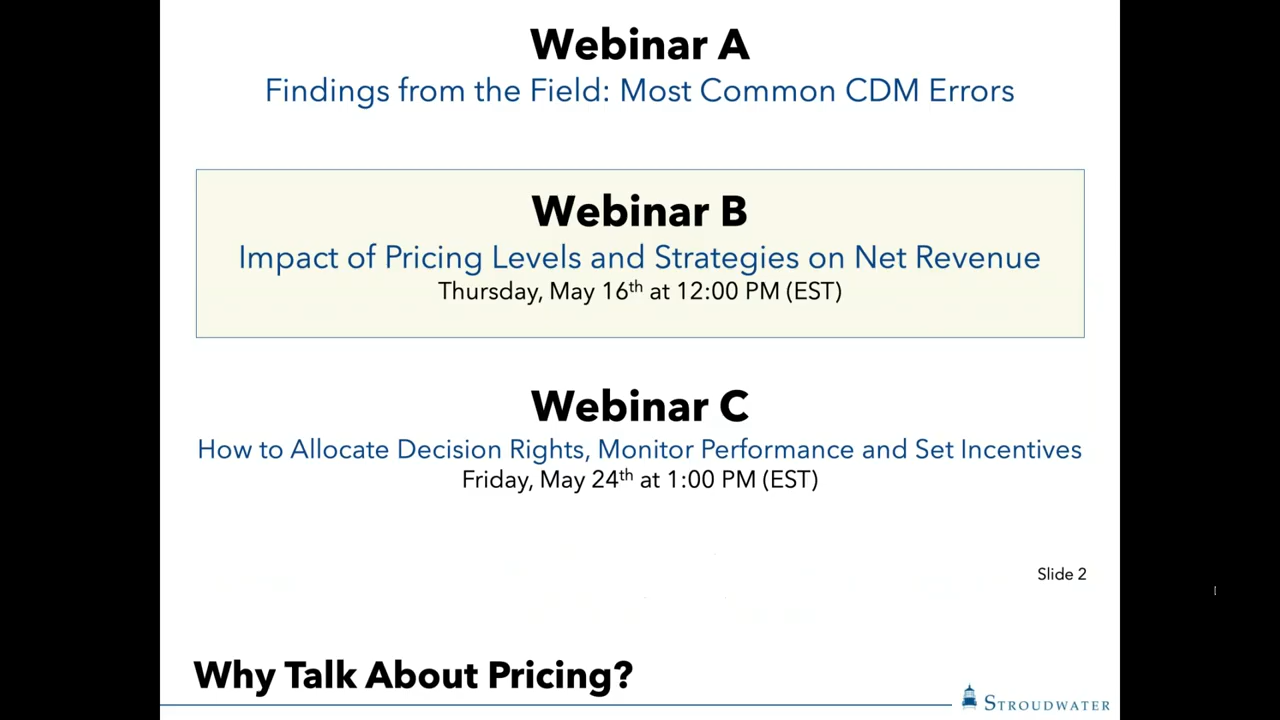 Webinar A
Findings from the Field: Most Common CDM Errors
Webinar B
Impact of Pricing Levels and Strategies on Net Revenue
Thursday, May 16th at 12:00 PM (EST)
Webinar C
How to Allocate Decision Rights, Monitor Performance and Set Incentives
Friday, May 24th at 1:00 PM (EST)
Slide 2
Why Talk About Pricing?
STROUDWATER